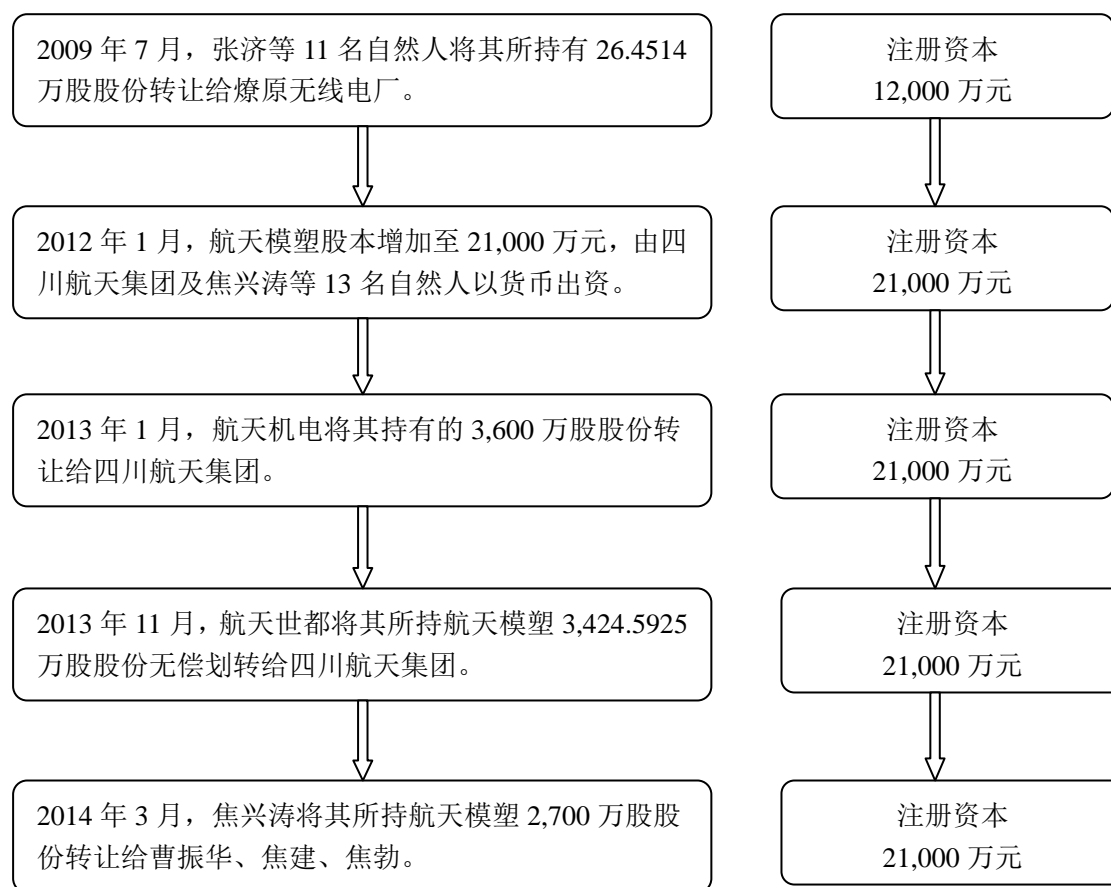 2009 年 7 月，张济等 11 名自然人将其所持有 26.4514
万股股份转让给燎原无线电厂。
注册资本
12,000 万元
2012 年 1 月，航天模塑股本增加至 21,000 万元，由四
川航天集团及焦兴涛等 13 名自然人以货币出资。
注册资本
21,000 万元
2013 年 1 月，航天机电将其持有的 3,600 万股股份转
让给四川航天集团。
注册资本
21,000 万元
2013 年 11 月，航天世都将其所持航天模塑 3,424.5925
万股股份无偿划转给四川航天集团。
注册资本
21,000 万元
2014 年 3 月，焦兴涛将其所持航天模塑 2,700 万股股
份转让给曹振华、焦建、焦勃。
注册资本
21,000 万元